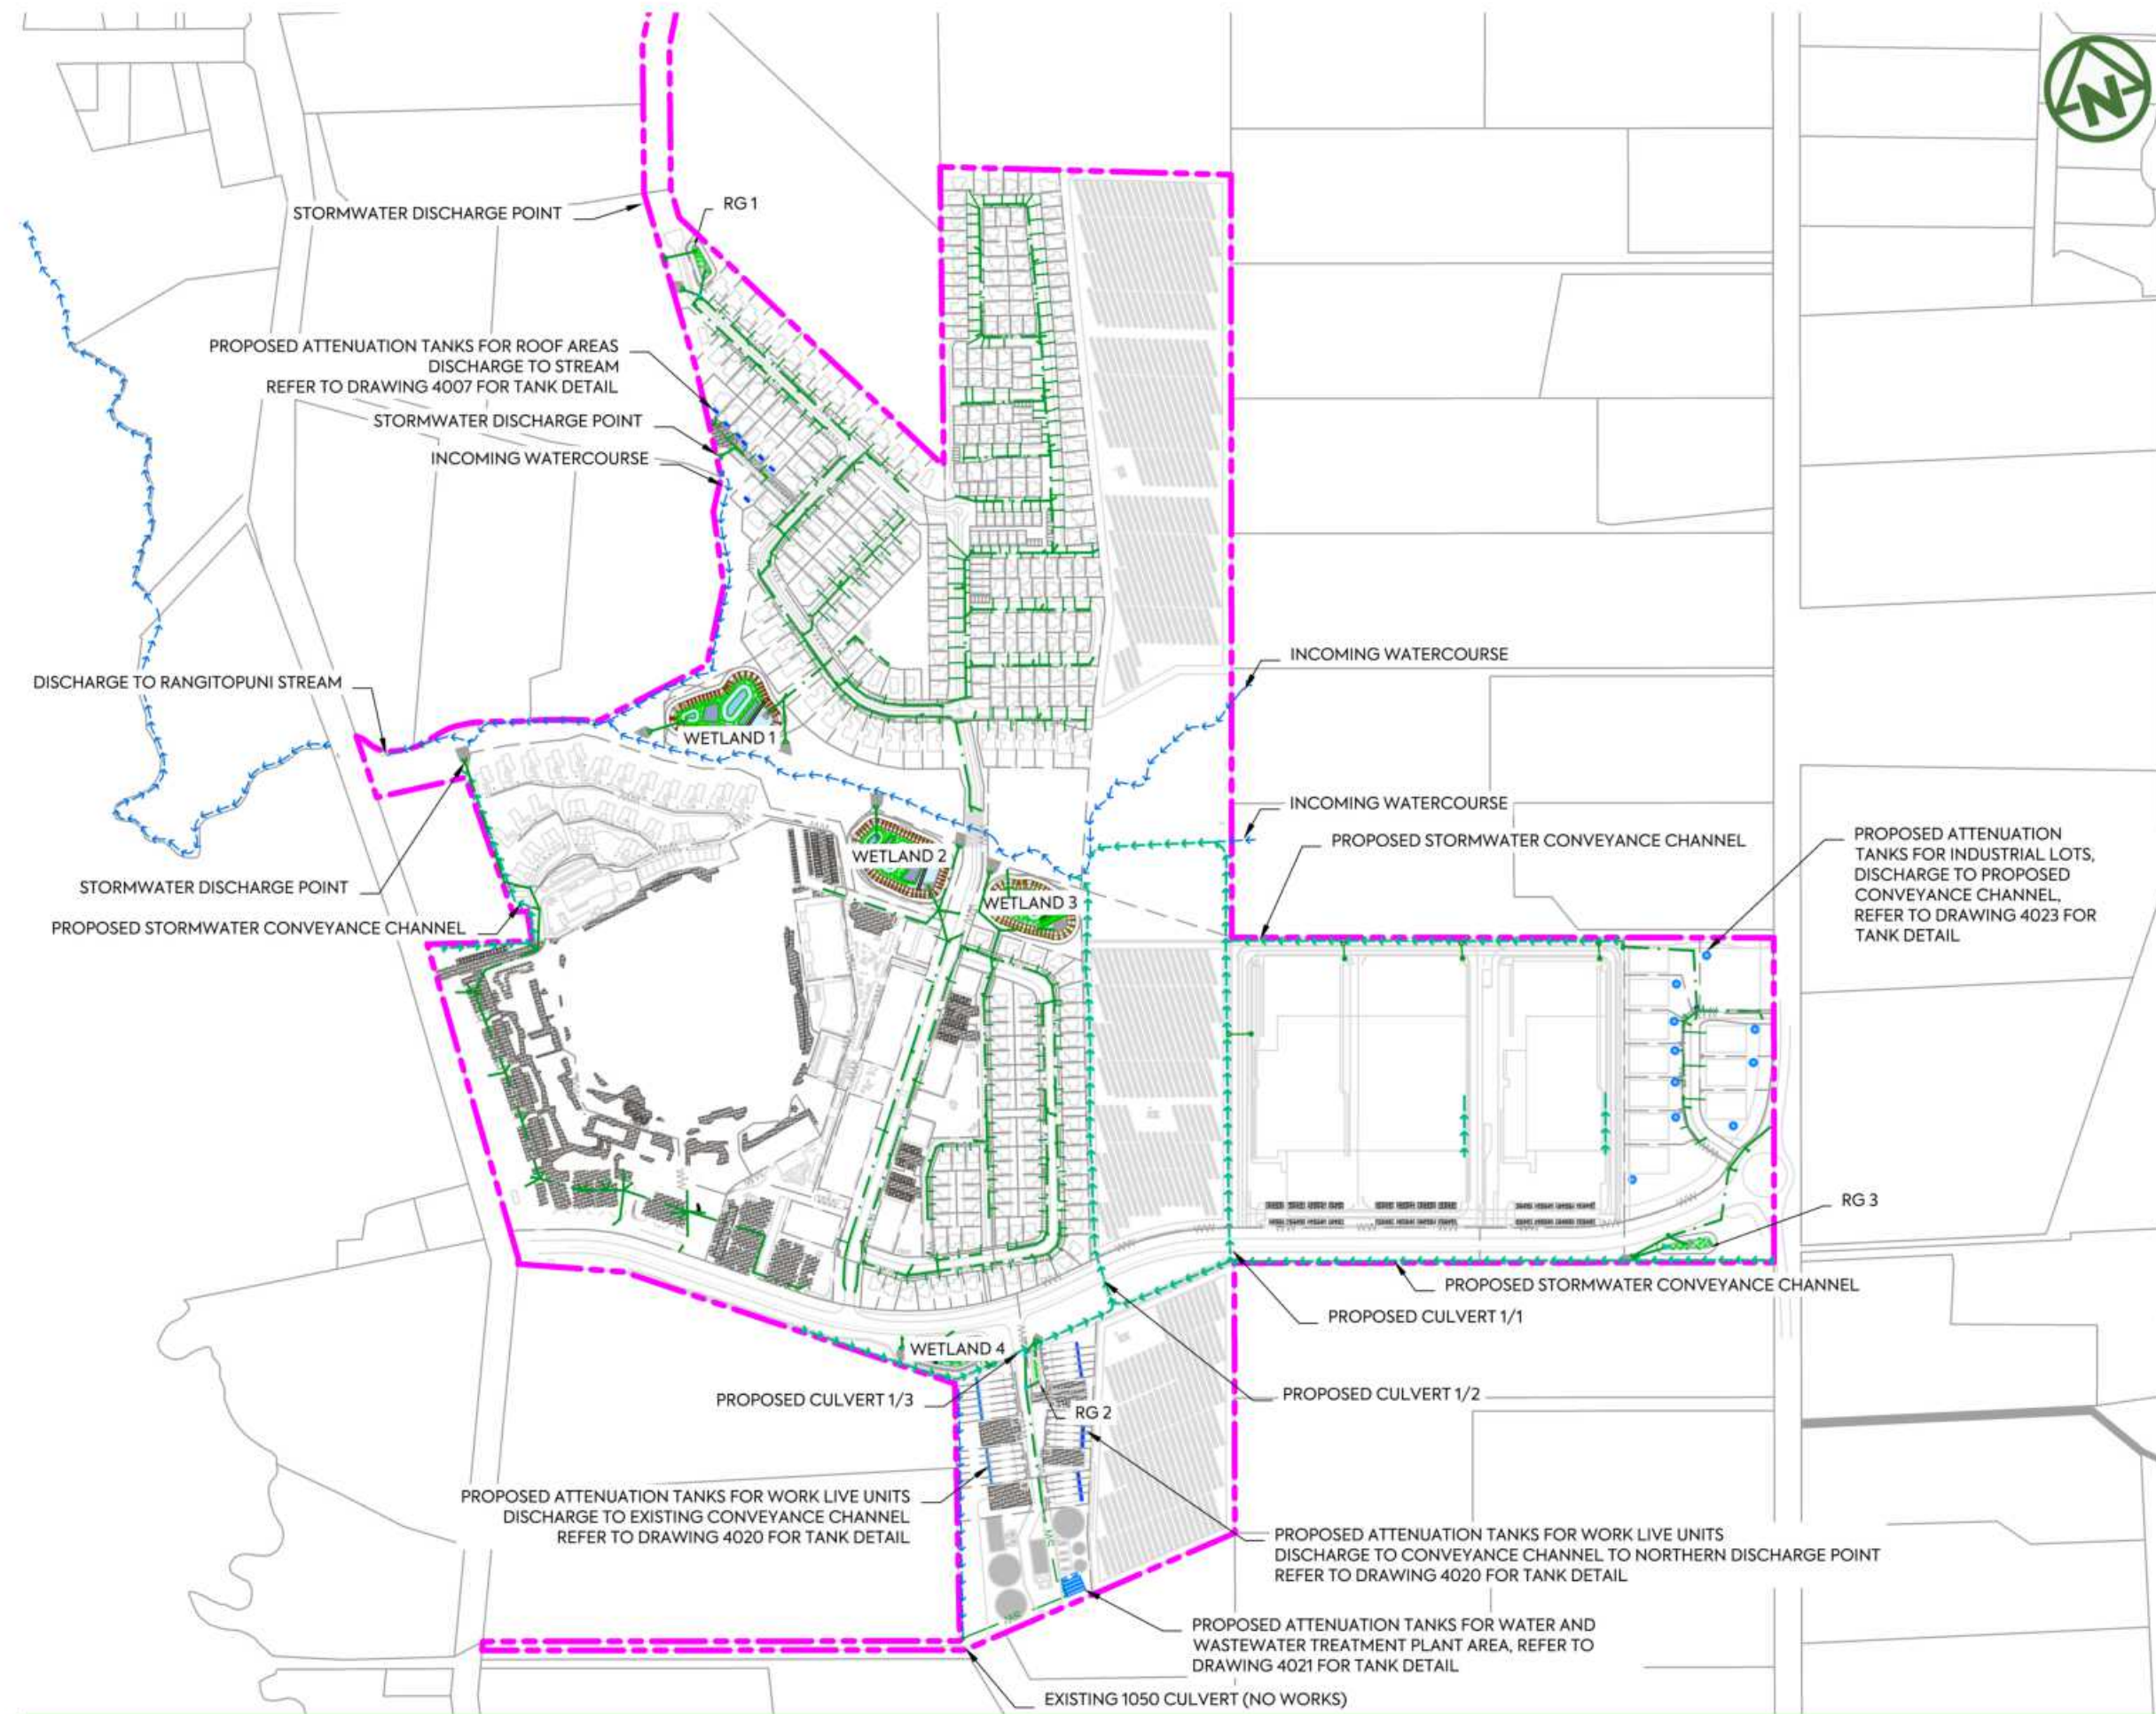 N
STORMWATER DISCHARGE POINT
RG 1
PROPOSED ATTENUATION TANKS FOR ROOF AREAS
DISCHARGE TO STREAM
REFER TO DRAWING 4007 FOR TANK DETAIL
STORMWATER DISCHARGE POINT
INCOMING WATERCOURSE
INCOMING WATERCOURSE
DISCHARGE TO RANGITOPUNI STREAM
WETLAND 1
INCOMING WATERCOURSE
PROPOSED STORMWATER CONVEYANCE CHANNEL
PROPOSED ATTENUATION
TANKS FOR INDUSTRIAL LOTS,
DISCHARGE TO PROPOSED
CONVEYANCE CHANNEL,
REFER TO DRAWING 4023 FOR
TANK DETAIL
WETLAND 2
STORMWATER DISCHARGE POINT
WETLAND 3
PROPOSED STORMWATER CONVEYANCE CHANNEL
RG 3
PROPOSED STORMWATER CONVEYANCE CHANNEL
PROPOSED CULVERT 1/1
WETLAND 4
PROPOSED CULVERT 1/3
PROPOSED CULVERT 1/2
RG 2
PROPOSED ATTENUATION TANKS FOR WORK LIVE UNITS
DISCHARGE TO EXISTING CONVEYANCE CHANNEL
REFER TO DRAWING 4020 FOR TANK DETAIL
PROPOSED ATTENUATION TANKS FOR WORK LIVE UNITS
DISCHARGE TO CONVEYANCE CHANNEL TO NORTHERN DISCHARGE POINT
REFER TO DRAWING 4020 FOR TANK DETAIL
PROPOSED ATTENUATION TANKS FOR WATER AND
WASTEWATER TREATMENT PLANT AREA, REFER TO
DRAWING 4021 FOR TANK DETAIL
EXISTING 1050 CULVERT (NO WORKS)